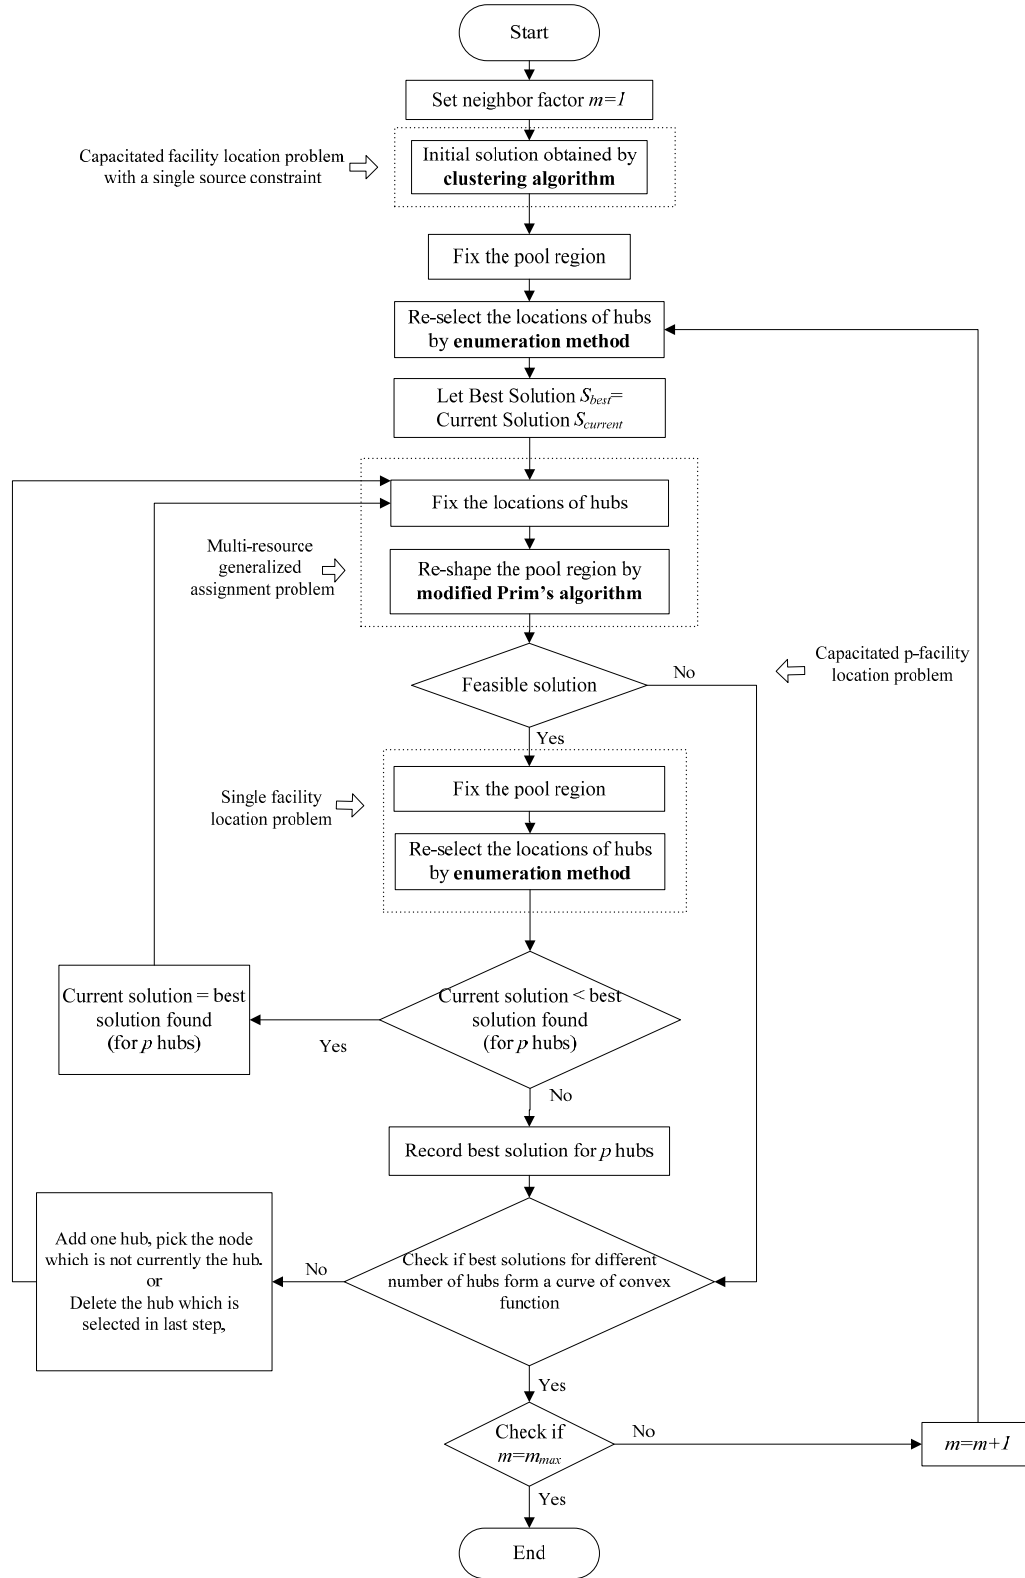 Start
Set neighbor factor m=1
Capacitated facility location problem
with a single source constraint
Initial solution obtained by
clustering algorithm
Fix the pool region
Re-select the locations of hubs
by enumeration method
Let Best Solution Sbest=
Current Solution Scurrent
Fix the locations of hubs
Multi-resource
generalized
assignment problem
Re-shape the pool region by
modified Prim's algorithm
Feasible solution
No
Capacitated p-facility
location problem
Yes
Fix the pool region
Single facility
location problem
Re-select the locations of hubs
by enumeration method
Current solution < best
solution found
(for p hubs)
Yes
Current solution = best
solution found
(for p hubs)
No
Record best solution for p hubs
Check if best solutions for different
number of hubs form a curve of convex
function
No
Add one hub, pick the node
which is not currently the hub.
or
Delete the hub which is
selected in last step,
Yes
Check if
m=mmax
No
m=m+1
Yes
End